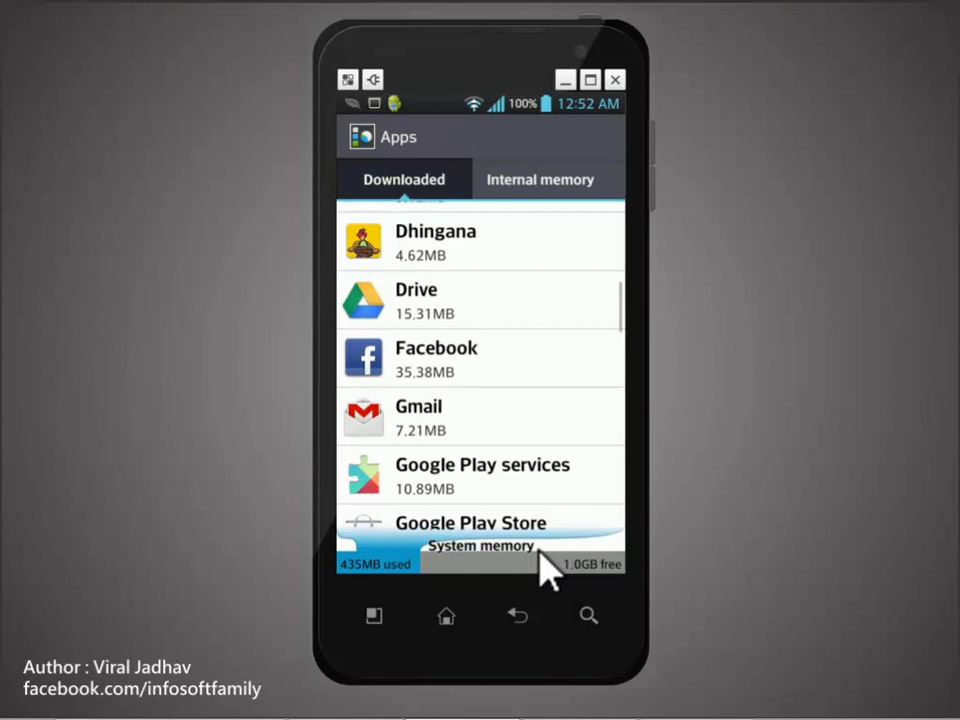 100% 12:52 AM
Apps
Downloaded Internal memory
Dhingana
4.62MB
Drive
15.31MB
Facebook
35.38MB
Gmail
7.21MB
Google Play services
10.89MB
Google Play Store
System memory
435MB used 1.0GB free
Author : Viral Jadhav
facebook.com/infosoftfamily